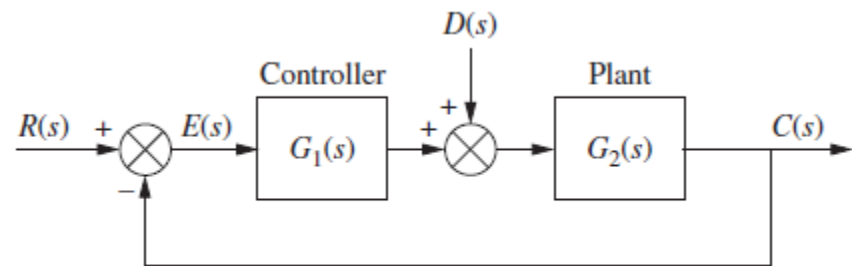 D(s)
Controller
Plant
R(s) + E(s) G₁(s) + + G₂(s) C(s)
−